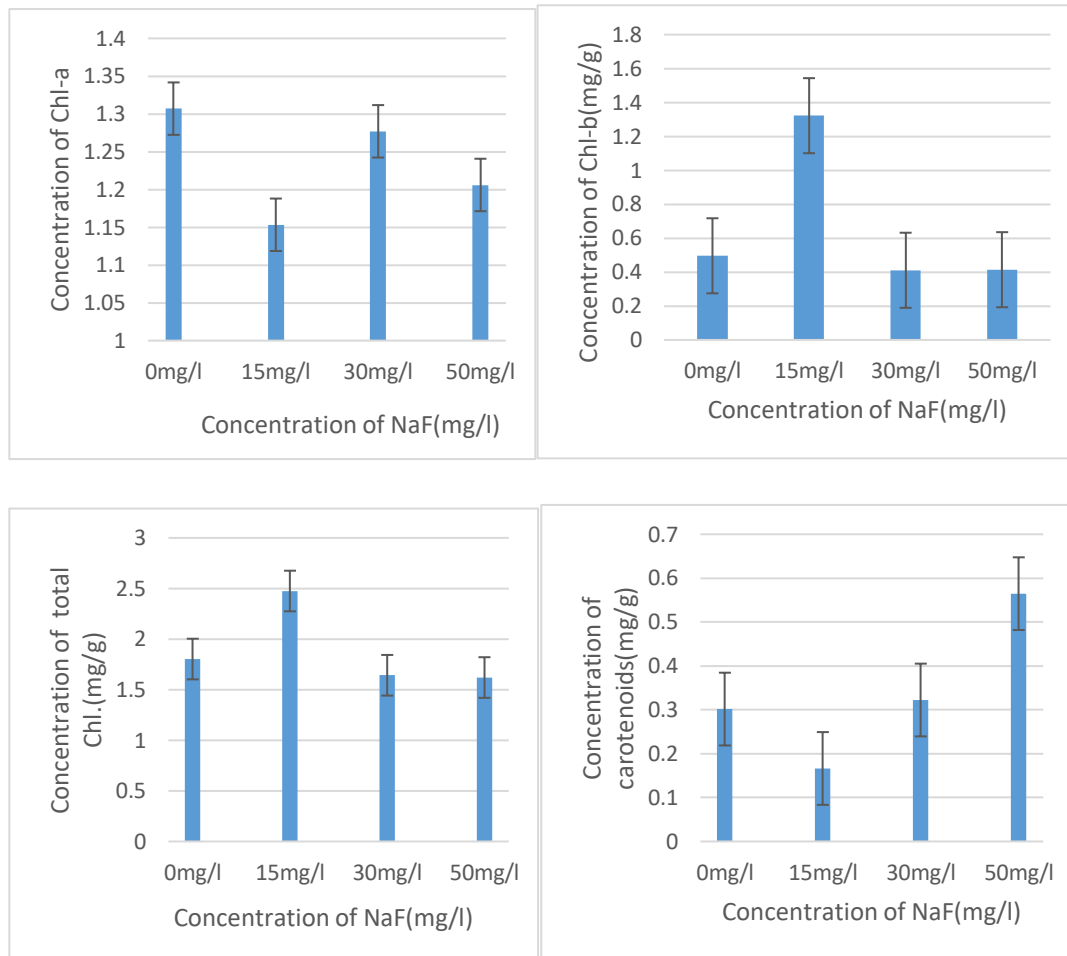 Concentration of Chl-a
1.4
1.35
1.3
1.25
1.2
1.15
1.1
1.05
1
0mg/l 15mg/l 30mg/l 50mg/l
Concentration of NaF(mg/l)
Concentration of Chl-b(mg/g)
1.8
1.6
1.4
1.2
1
0.8
0.6
0.4
0.2
0
0mg/l 15mg/l 30mg/l 50mg/l
Concentration of NaF(mg/l)
Concentration of total
Chl.(mg/g)
3
2.5
2
1.5
1
0.5
0
0mg/l 15mg/l 30mg/l 50mg/l
Concentration of NaF(mg/l)
Concentration of
carotenoids(mg/g)
0.7
0.6
0.5
0.4
0.3
0.2
0.1
0
0mg/l 15mg/l 30mg/l 50mg/l
Concentration of NaF(mg/l)